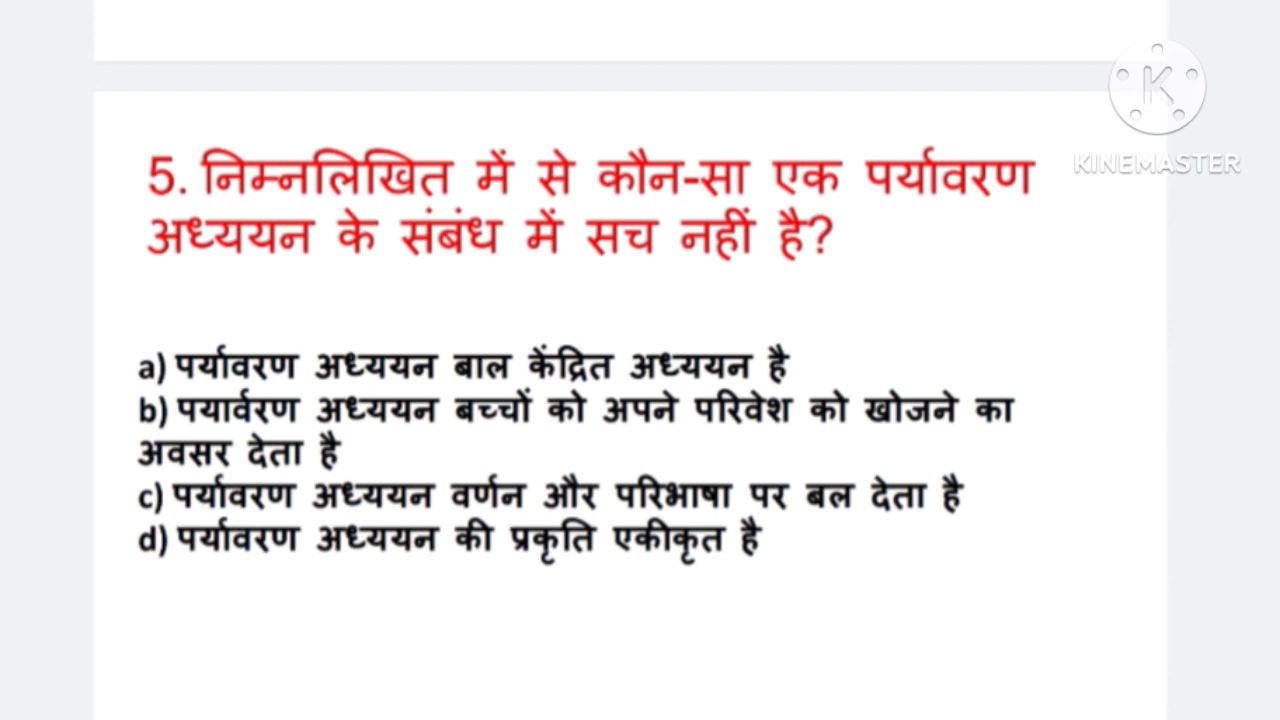 KINEMASTER
5. निम्नलिखित में से कौन-सा एक पर्यावरण
अध्ययन के संबंध में सच नहीं है?
a) पर्यावरण अध्ययन बाल केंद्रित अध्ययन है
b) पयार्वरण अध्ययन बच्चों को अपने परिवेश को खोजने का
अवसर देता है
c) पर्यावरण अध्ययन वर्णन और परिभाषा पर बल देता है
d) पर्यावरण अध्ययन की प्रकृति एकीकृत है